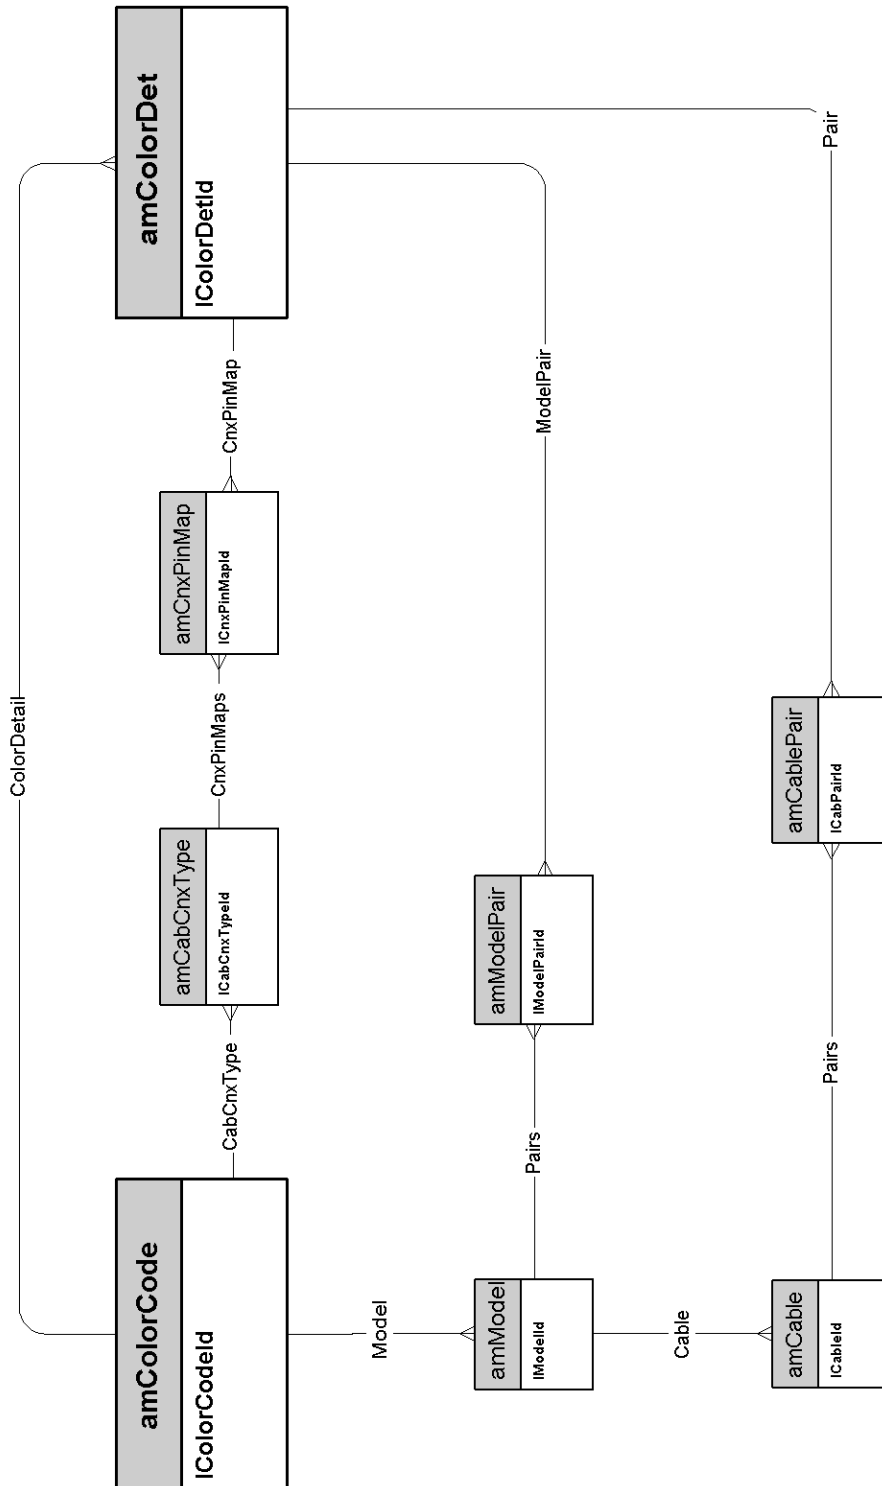 amColorCode
lColorCodeId
CabCnxType
amCabCnxType
lCabCnxTypeId
CnxPinMaps
amCnxPinMap
lCnxPinMapId
CnxPinMap
amColorDet
lColorDetId
ColorDetail
Model
amModel
lModelId
Pairs
amModelPair
lModelPairId
ModelPair
Cable
amCable
lCableId
Pairs
amCablePair
lCabPairId
Pair